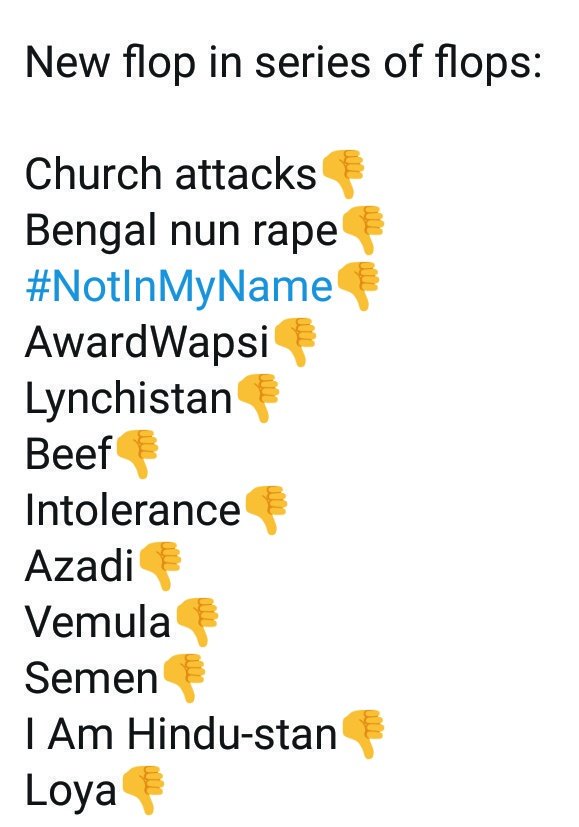 New flop in series of flops:
Church attacks👎
Bengal nun rape👎
#NotInMyName👎
AwardWapsi👎
Lynchistan👎
Beef👎
Intolerance👎
Azadi👎
Vemula👎
Semen👎
I Am Hindu-stan👎
Loya👎